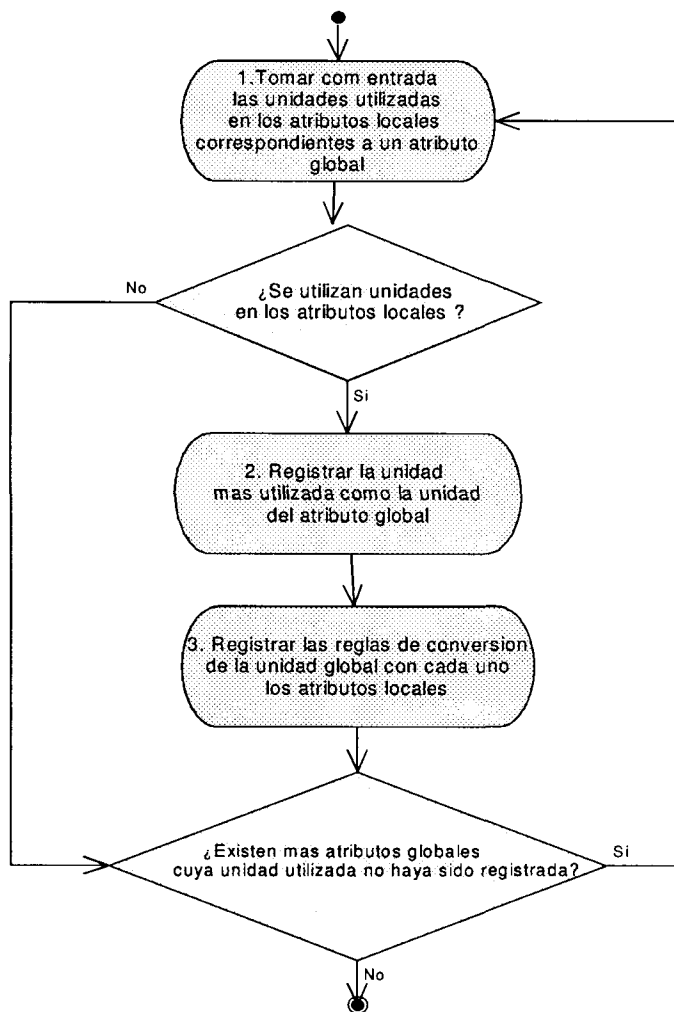 1.Tomar com entrada
las unidades utilizadas
en los atributos locales
correspondientes a un atributo
global
No
¿Se utilizan unidades
en los atributos locales ?
Si
2. Registrar la unidad
mas utilizada como la unidad
del atributo global
3. Registrar las reglas de conversion
de la unidad global con cada uno
los atributos locales
¿Existen mas atributos globales
cuya unidad utilizada no haya sido registrada?
Si
No